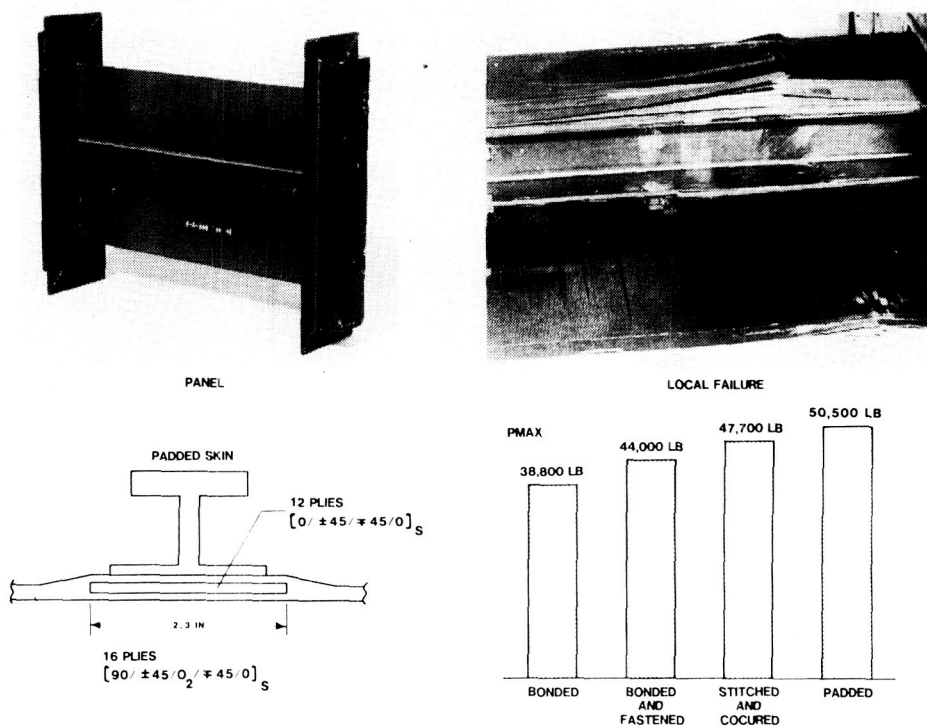 PANEL
LOCAL FAILURE
PADDED SKIN
12 PLIES
[0/ ±45/ ∓ 45/0]S
2.3 IN
16 PLIES
[90/ ±45/O2/ ∓ 45/0]S
PMAX
38,800 LB
44,000 LB
47,700 LB
50,500 LB
BONDED
BONDED
AND
FASTENED
STITCHED
AND
COCURED
PADDED